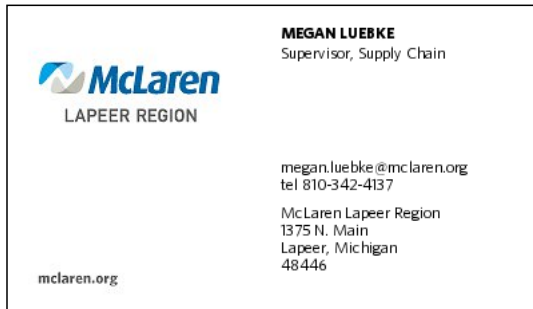 McLaren
LAPEER REGION
mclaren.org
MEGAN LUEBKE
Supervisor, Supply Chain
megan.luebke@mclaren.org
tel 810-342-4137
McLaren Lapeer Region
1375 N. Main
Lapeer, Michigan
48446